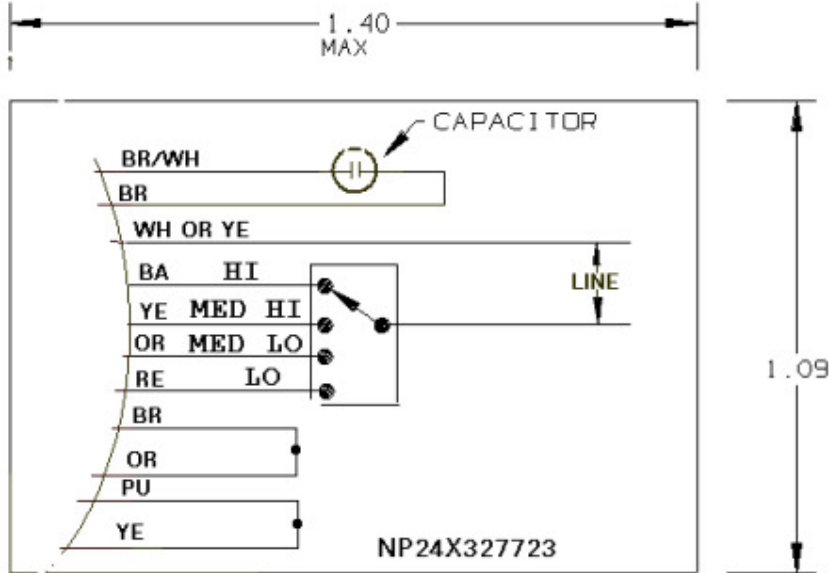 1.40
MAX
CAPACITOR
BR/WH
BR
WH OR YE
BA HI
LINE
YE MED HI
OR MED LO
1.09
RE LO
BR
OR
PU
YE
NP24X327723